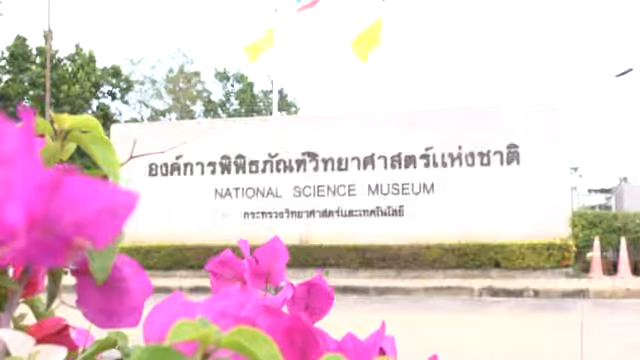 องค์การพิพิธภัณฑ์วิทยาศาสตร์แห่งชาติ
NATIONAL SCIENCE MUSEUM
กระทรวงวิทยาศาสตร์และเทคโนโลยี